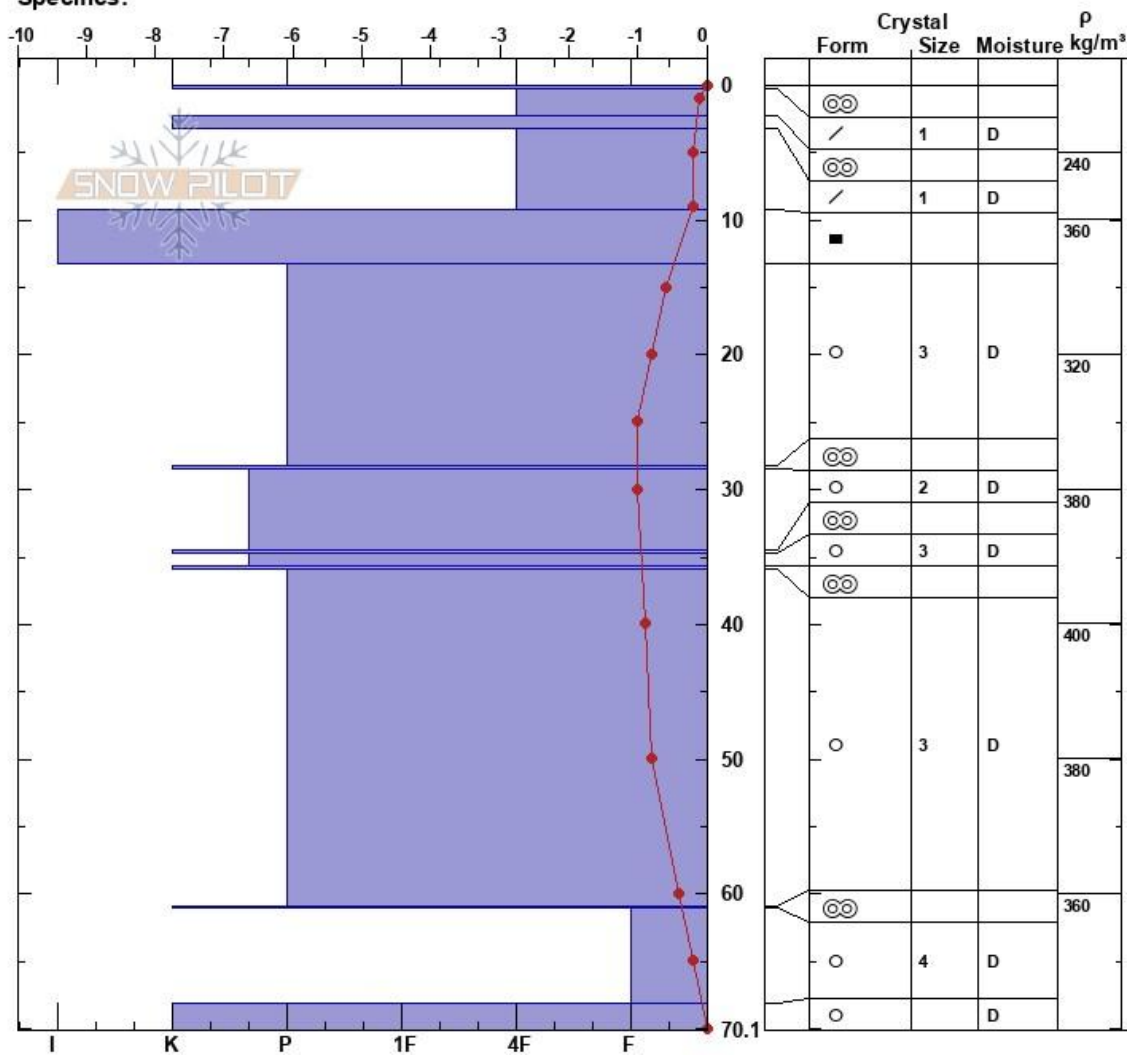 -10 -9 -8 -7 -6 -5 -4 -3 -2 -1 0
Crystal ρ
Form Size Moisture kg/m³
0
1 D
SNOW PILOT
240
1 D
10
360
20 3 D
320
30 2 D
380
3 D
40
400
3 D
50
380
60
360
4 D
D
70.1
I K P 1F 4F F